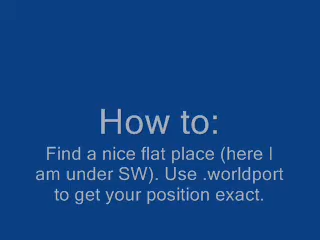 How to:
Find a nice flat place (here I
am under SW). Use .worldport
to get your position exact.